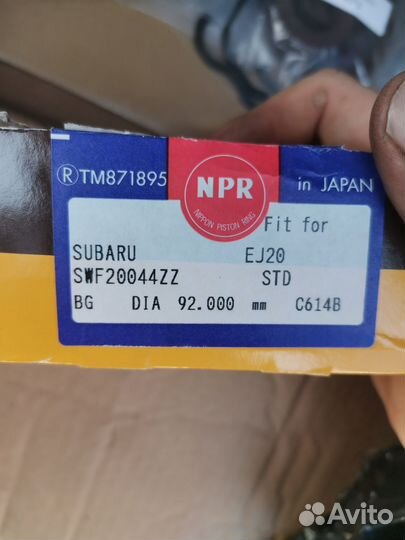 ®TM871895
NPR
NIPPON PISTON RING
in JAPAN
Fit for
SUBARU EJ20
SWF20044ZZ STD
BG DIA 92.000 mm C614B
Avito